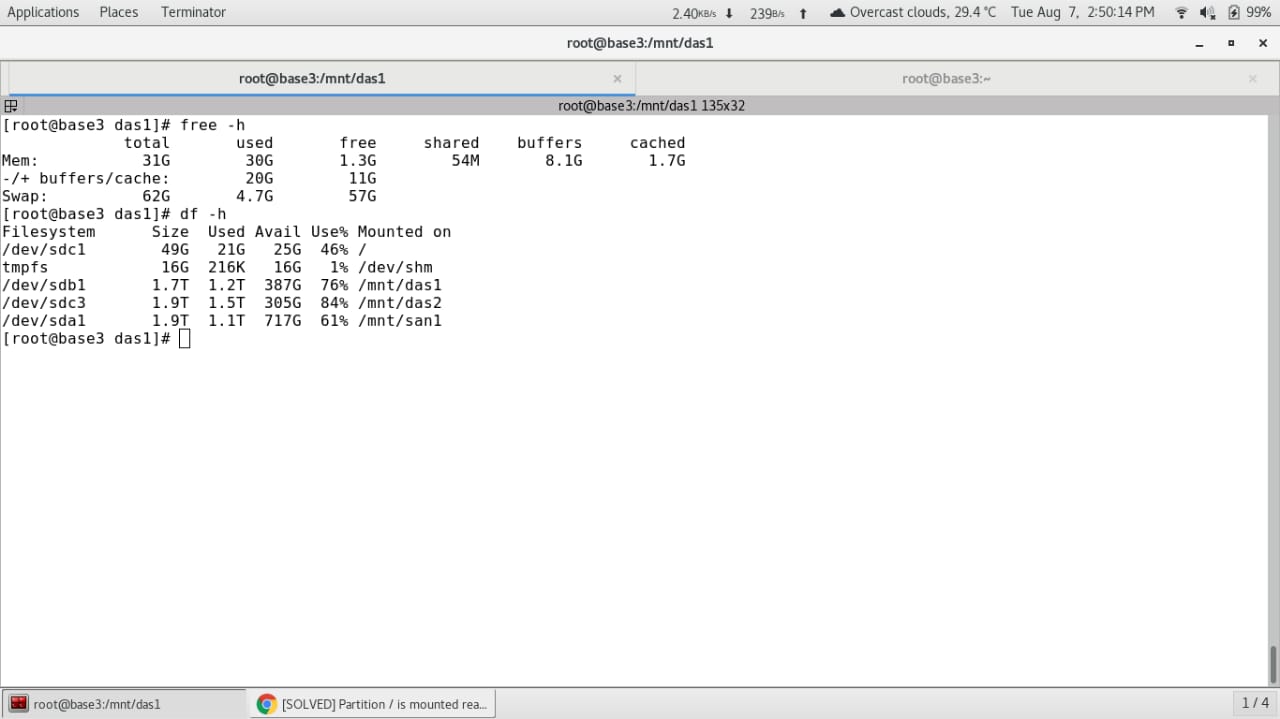 Applications Places Terminator 2.40KB/s ⬇ 239B/s ⬆ Overcast clouds, 29.4 ℃ Tue Aug 7, 2:50:14 PM 99%
root@base3:/mnt/das1
root@base3:/mnt/das1 × root@base3:~ ×
root@base3:/mnt/das1 135x32
[root@base3 das1]# free -h
             total       used       free     shared    buffers     cached
Mem:           31G        30G       1.3G        54M       8.1G       1.7G
-/+ buffers/cache:        20G        11G
Swap:          62G       4.7G        57G
[root@base3 das1]# df -h
Filesystem      Size  Used Avail Use% Mounted on
/dev/sdc1        49G   21G   25G  46% /
tmpfs            16G  216K   16G   1% /dev/shm
/dev/sdb1       1.7T  1.2T  387G  76% /mnt/das1
/dev/sdc3       1.9T  1.5T  305G  84% /mnt/das2
/dev/sda1       1.9T  1.1T  717G  61% /mnt/san1
[root@base3 das1]#
root@base3:/mnt/das1 [SOLVED] Partition / is mounted rea... 1 / 4